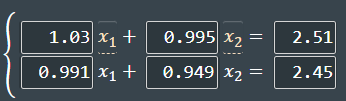 1.03 x₁ + 0.995 x₂ = 2.51
0.991 x₁ + 0.949 x₂ = 2.45